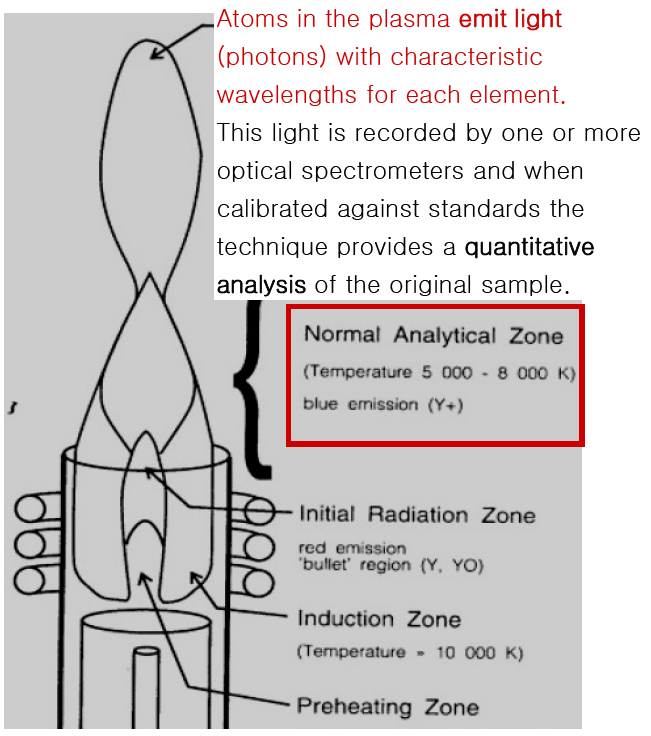 Atoms in the plasma emit light
(photons) with characteristic
wavelengths for each element.
This light is recorded by one or more
optical spectrometers and when
calibrated against standards the
technique provides a quantitative
analysis of the original sample.
Normal Analytical Zone
(Temperature 5 000 - 8 000 K)
blue emission (Y+)
Initial Radiation Zone
red emission
'bullet' region (Y, YO)
Induction Zone
(Temperature » 10 000 K)
Preheating Zone